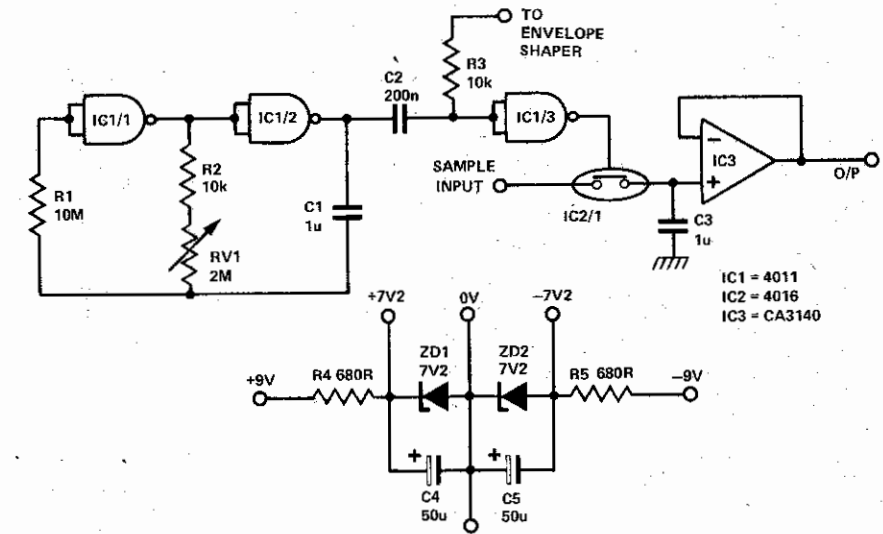 TO
ENVELOPE
SHAPER
R3
10k
C2
200n
IC1/1
IC1/2
IC1/3
R2
10k
R1
10M
C1
1u
RV1
2M
SAMPLE
INPUT
IC2/1
IC3
O/P
C3
1u
IC1 = 4011
IC2 = 4016
IC3 = CA3140
+7V2
0V
−7V2
ZD1
7V2
ZD2
7V2
+9V
R4 680R
R5 680R
−9V
C4
50u
C5
50u